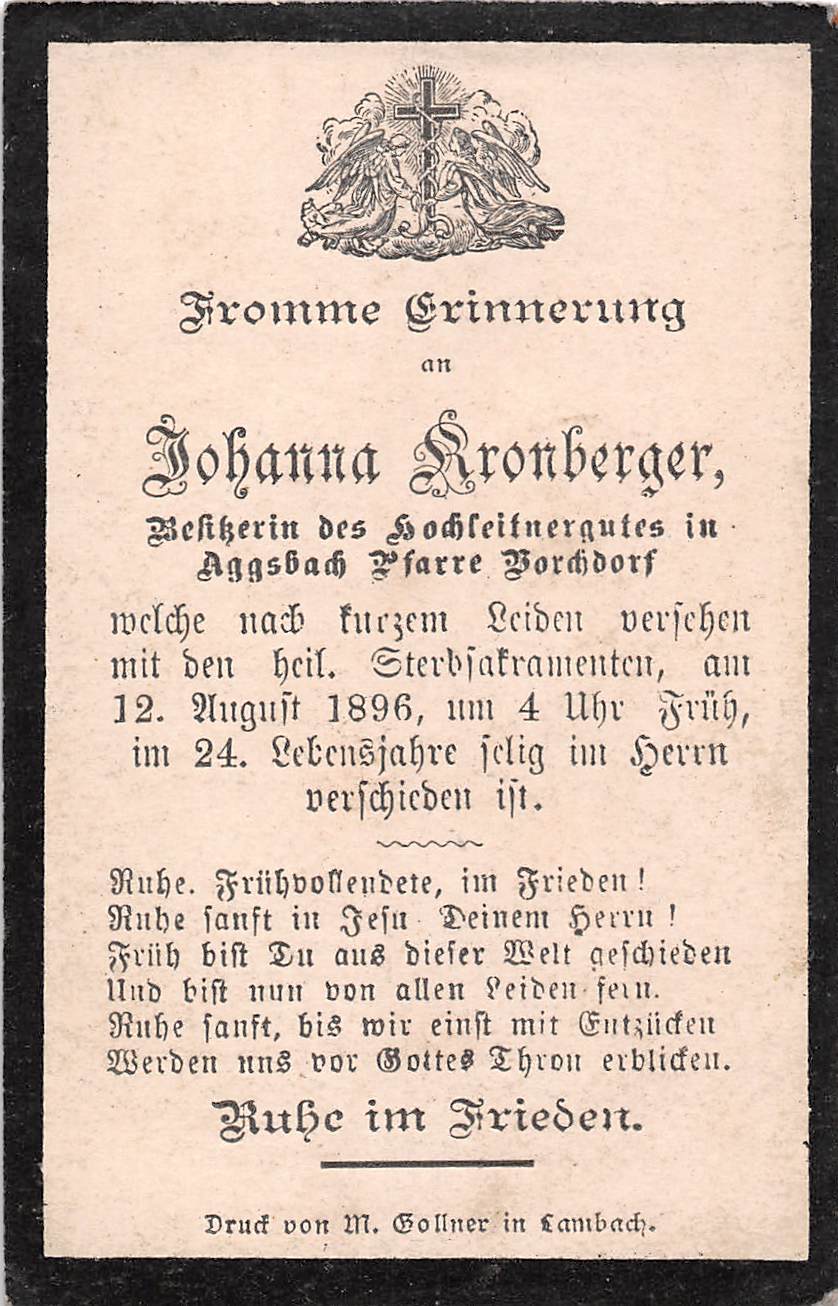 Fromme Erinnerung
an
Johanna Kronberger,
Besitzerin des Hochleitnergutes in
Aggsbach Pfarre Vorchdorf
welche nach kurzem Leiden versehen
mit den heil. Sterbsakramenten, am
12. August 1896, um 4 Uhr Früh,
im 24. Lebensjahre selig im Herrn
verschieden ist.
Ruhe. Frühvollendete, im Frieden!
Ruhe sanft in Jesu Deinem Herrn!
Früh bist Du aus dieser Welt geschieden
Und bist nun von allen Leiden fern.
Ruhe sanft, bis wir einst mit Entzücken
Werden uns vor Gottes Thron erblicken.
Ruhe im Frieden.
Druck von M. Gollner in Lambach.